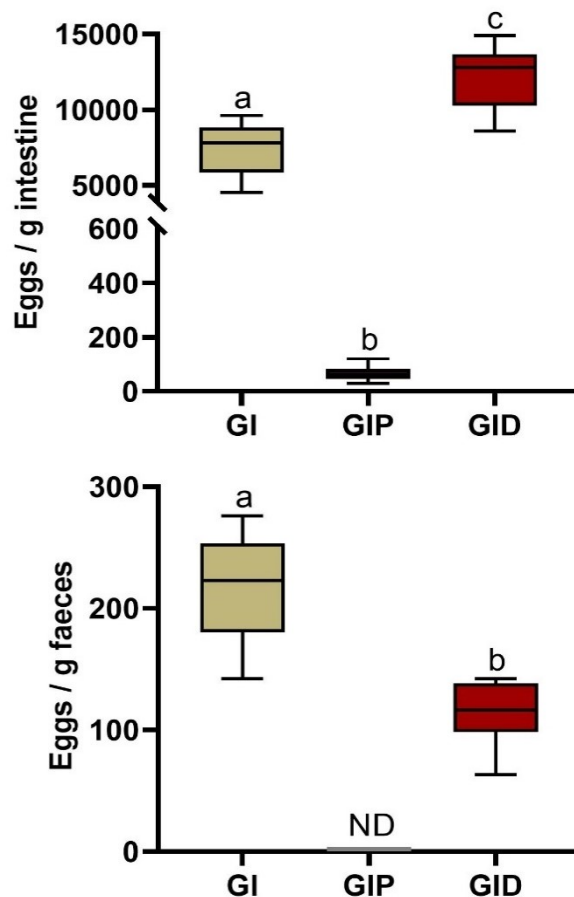 Eggs / g intestine
15000
10000
5000
600
400
200
0
a
b
c
GI
GIP
GID
Eggs / g faeces
300
200
100
0
a
ND
b
GI
GIP
GID